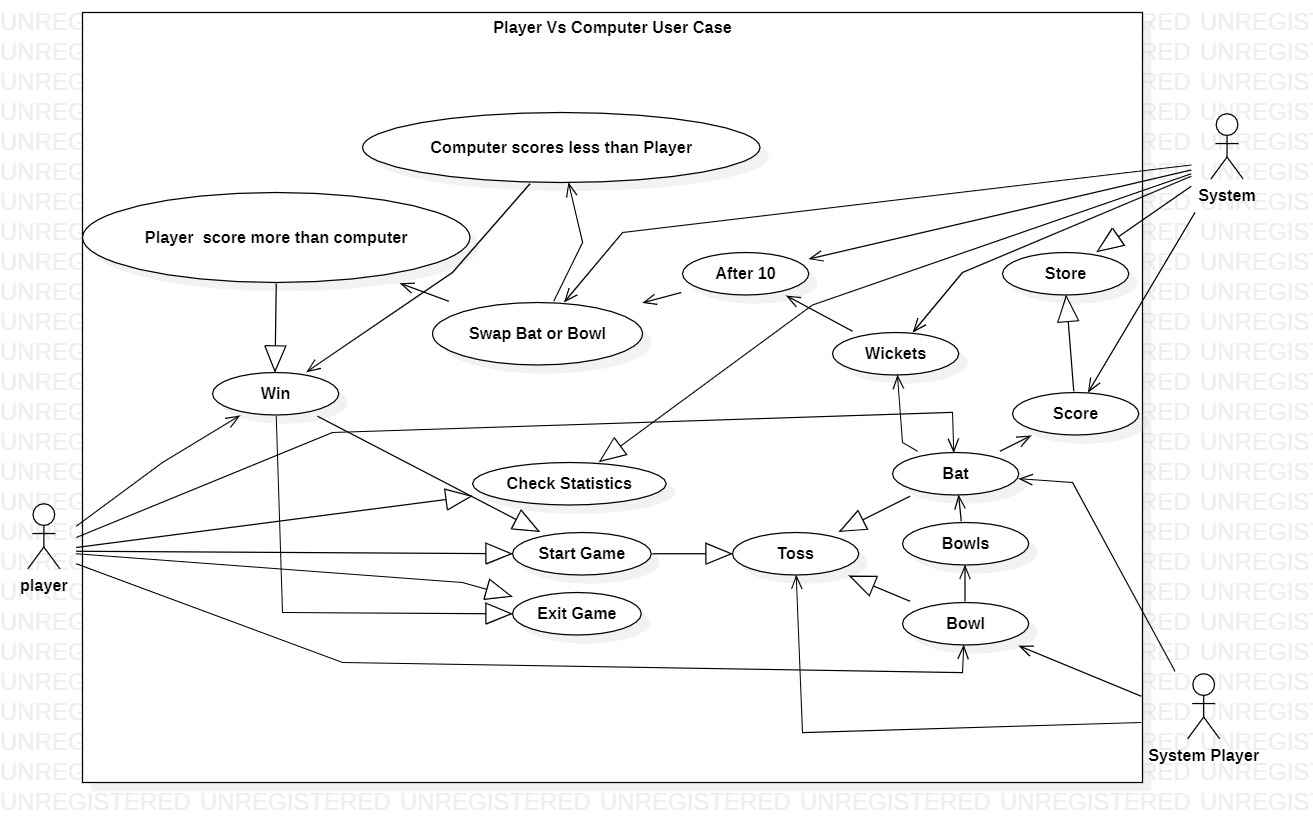 Player Vs Computer User Case
Computer scores less than Player
System
Player score more than computer
After 10
Store
Swap Bat or Bowl
Wickets
Win
Score
Check Statistics
Bat
player
Start Game
Toss
Bowls
Exit Game
Bowl
System Player
UNREGISTERED UNREGISTERED UNREGISTERED UNREGISTERED UNREGISTERED UNREGISTERED UNREGIS